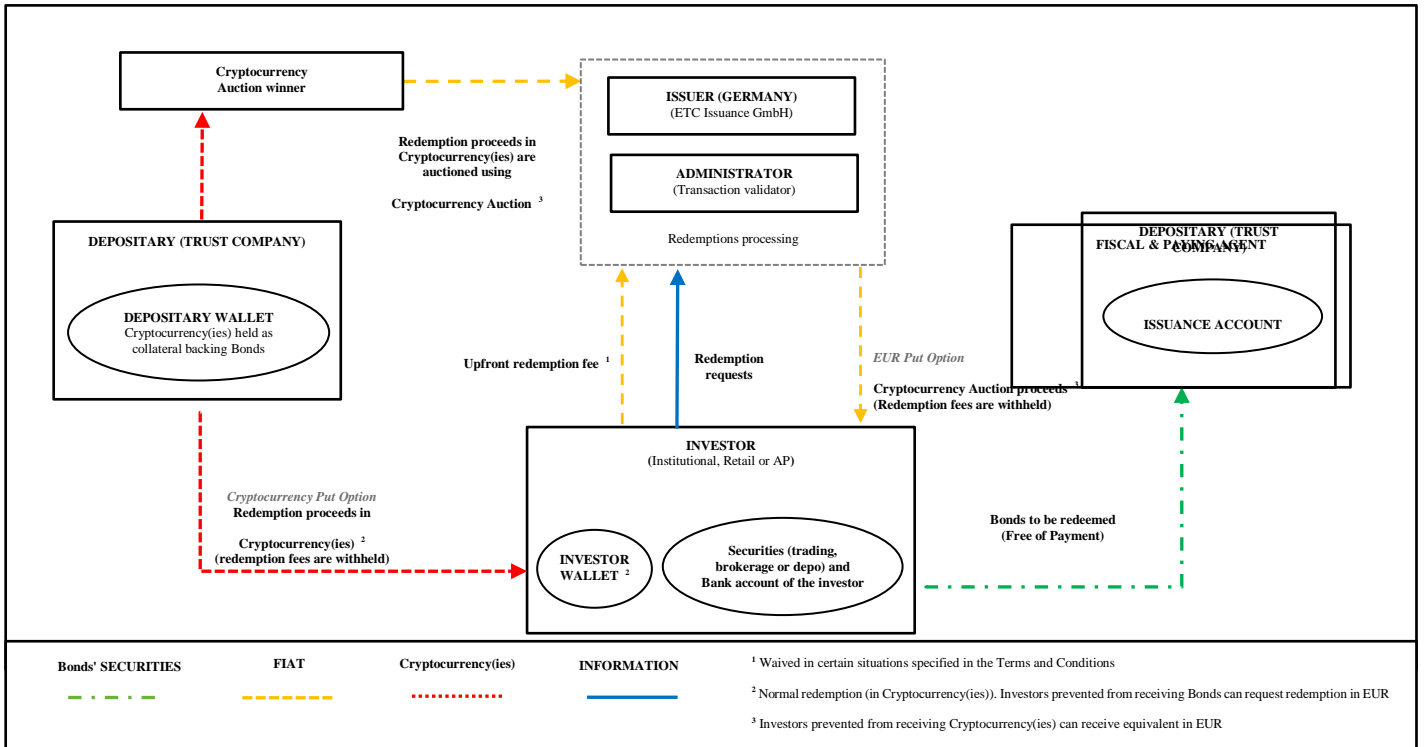 Cryptocurrency
Auction winner
ISSUER (GERMANY)
(ETC Issuance GmbH)
Redemption proceeds in
Cryptocurrency(ies) are
auctioned using
Cryptocurrency Auction ³
ADMINISTRATOR
(Transaction validator)
Redemptions processing
DEPOSITARY (TRUST COMPANY)
DEPOSITARY WALLET
Cryptocurrency(ies) held as
collateral backing Bonds
DEPOSITARY (TRUST
COMPANY)
FISCAL & PAYING AGENT
ISSUANCE ACCOUNT
Upfront redemption fee ¹
Redemption
requests
EUR Put Option
Cryptocurrency Auction proceeds ³
(Redemption fees are withheld)
INVESTOR
(Institutional, Retail or AP)
Cryptocurrency Put Option
Redemption proceeds in
Cryptocurrency(ies) ²
(redemption fees are withheld)
INVESTOR
WALLET ²
Securities (trading,
brokerage or depo) and
Bank account of the investor
Bonds to be redeemed
(Free of Payment)
Bonds' SECURITIES
FIAT
Cryptocurrency(ies)
INFORMATION
¹ Waived in certain situations specified in the Terms and Conditions
² Normal redemption (in Cryptocurrency(ies)). Investors prevented from receiving Bonds can request redemption in EUR
³ Investors prevented from receiving Cryptocurrency(ies) can receive equivalent in EUR